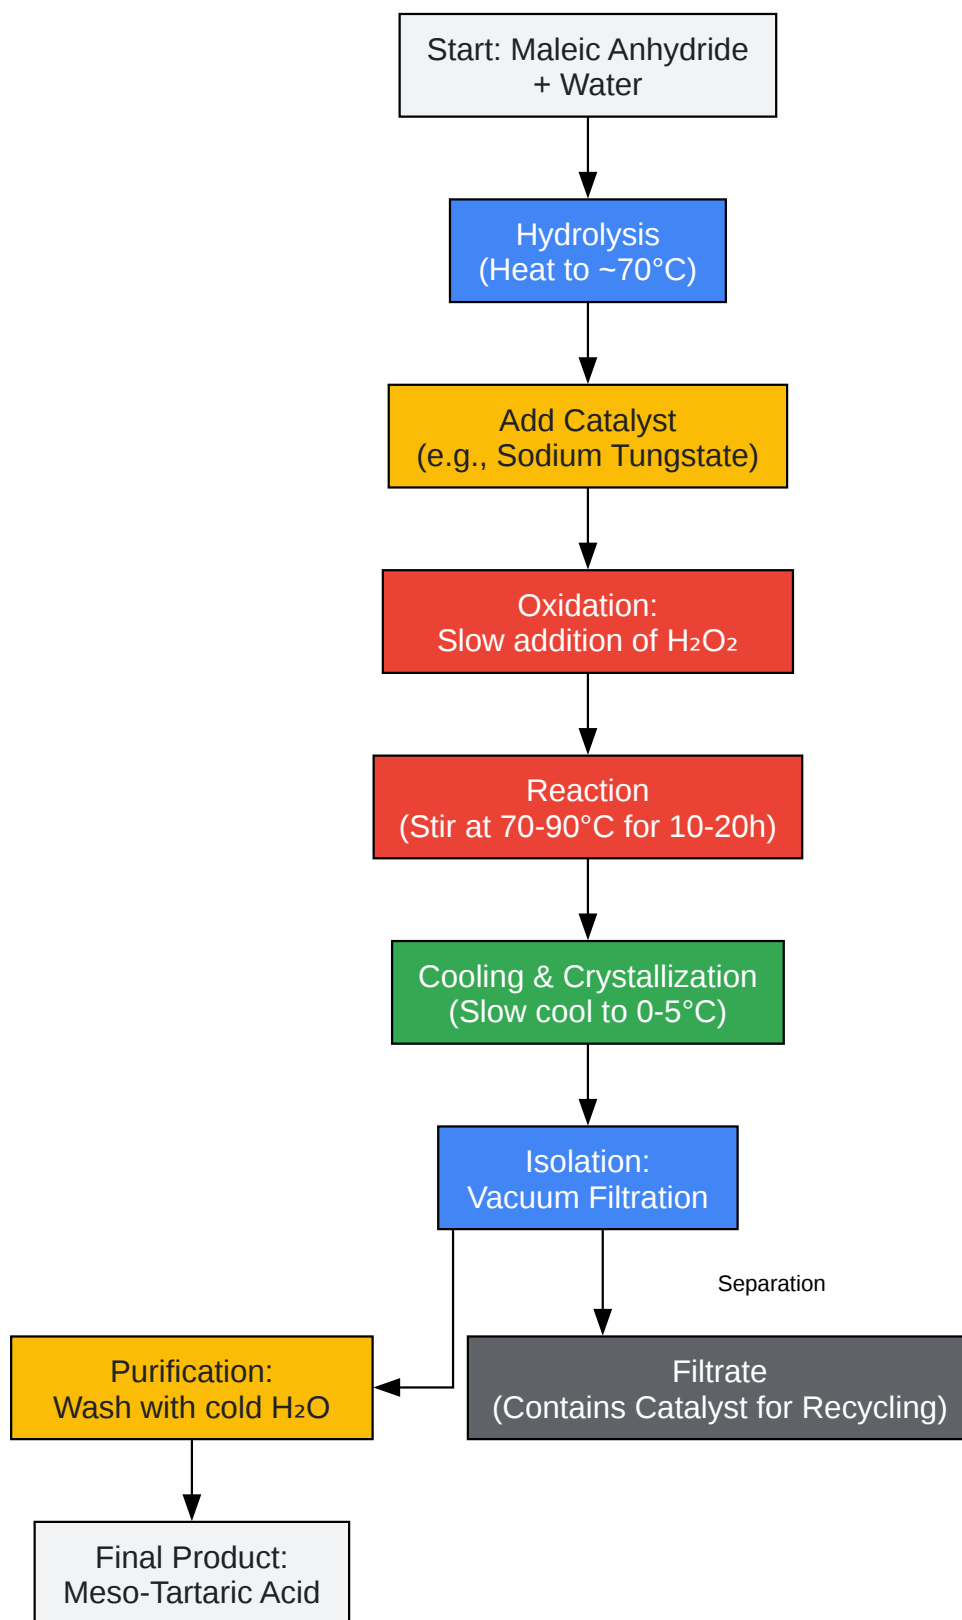 Start: Maleic Anhydride
+ Water
Hydrolysis
(Heat to ~70°C)
Add Catalyst
(e.g., Sodium Tungstate)
Oxidation:
Slow addition of H₂O₂
Reaction
(Stir at 70-90°C for 10-20h)
Cooling & Crystallization
(Slow cool to 0-5°C)
Isolation:
Vacuum Filtration
Separation
Purification:
Wash with cold H₂O
Filtrate
(Contains Catalyst for Recycling)
Final Product:
Meso-Tartaric Acid